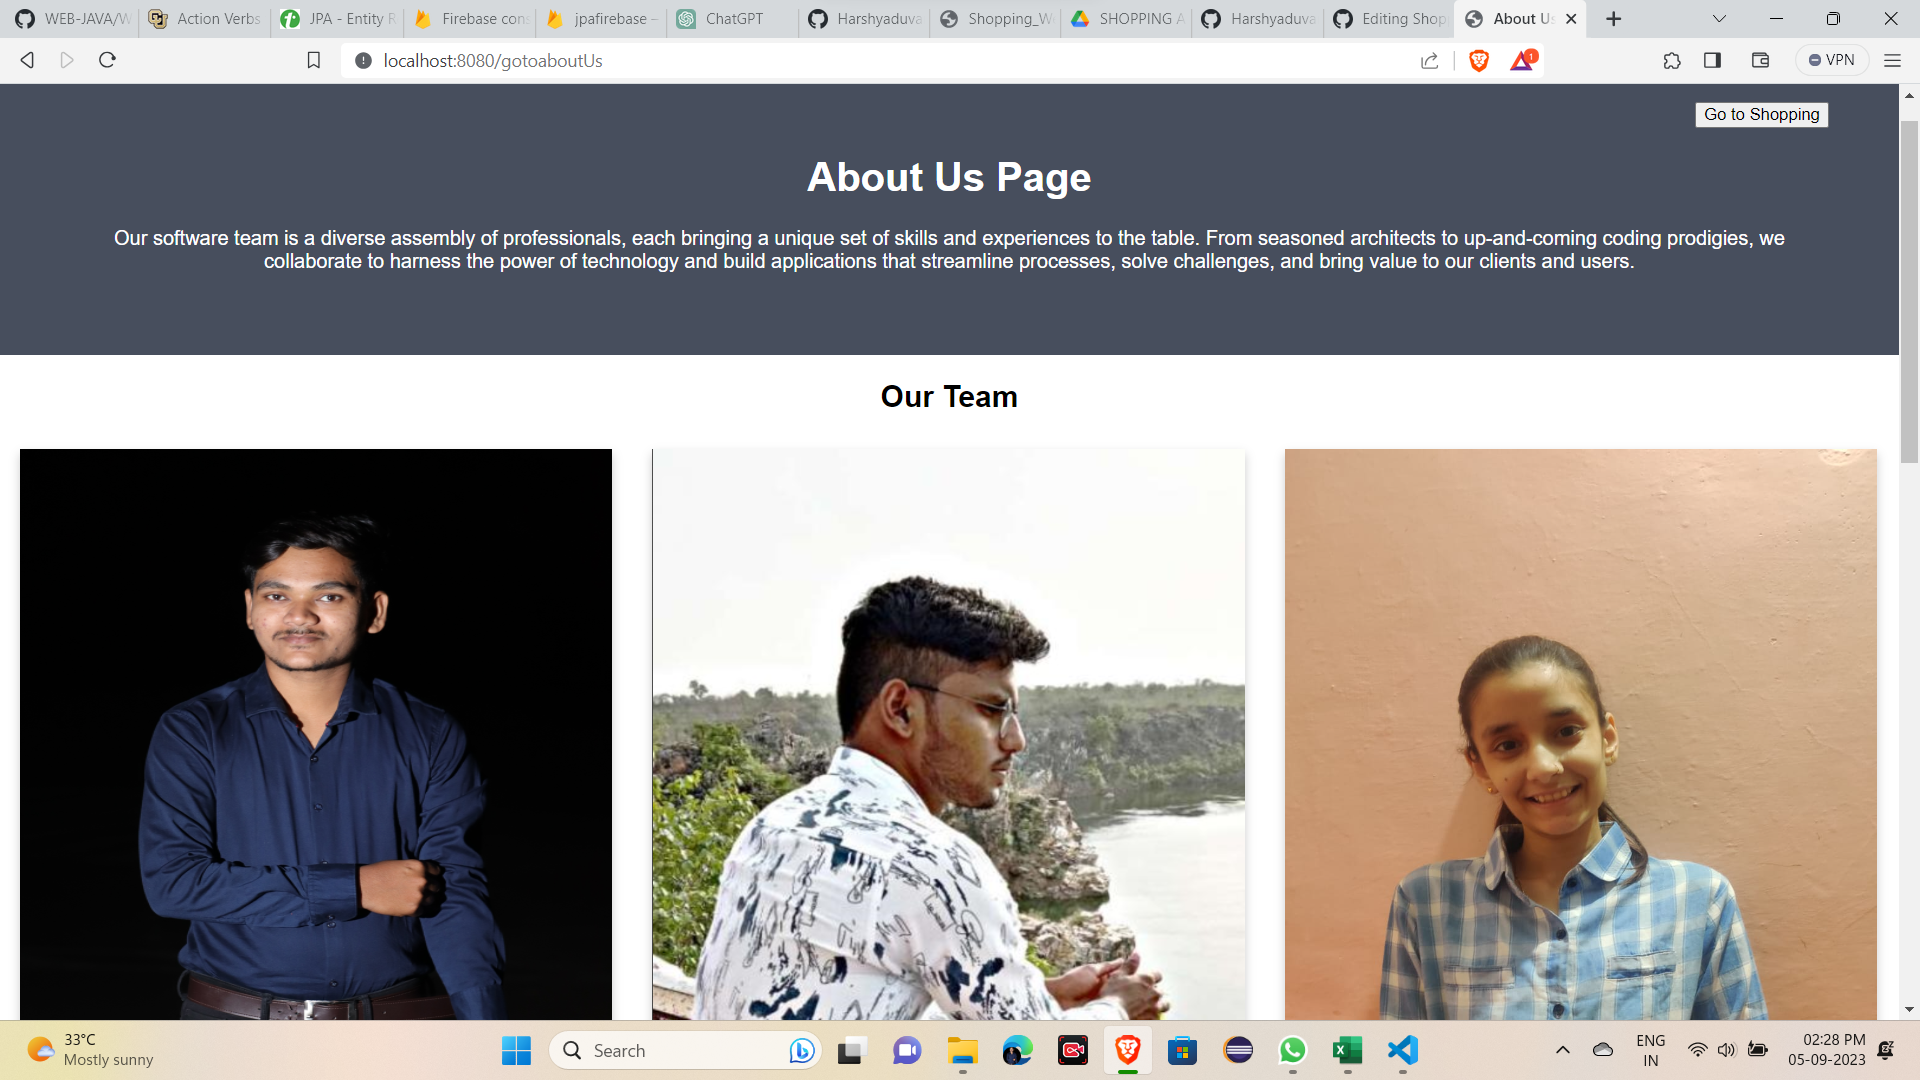 WEB-JAVA/W
Action Verbs
JPA - Entity R
Firebase cons
jpafirebase –
ChatGPT
Harshyaduva
Shopping_W
SHOPPING A
Harshyaduva
Editing Shop
About Us
localhost:8080/gotoaboutUs
1
VPN
Go to Shopping
About Us Page
Our software team is a diverse assembly of professionals, each bringing a unique set of skills and experiences to the table. From seasoned architects to up-and-coming coding prodigies, we
collaborate to harness the power of technology and build applications that streamline processes, solve challenges, and bring value to our clients and users.
Our Team
33°C
Mostly sunny
Search
ENG
IN
02:28 PM
05-09-2023